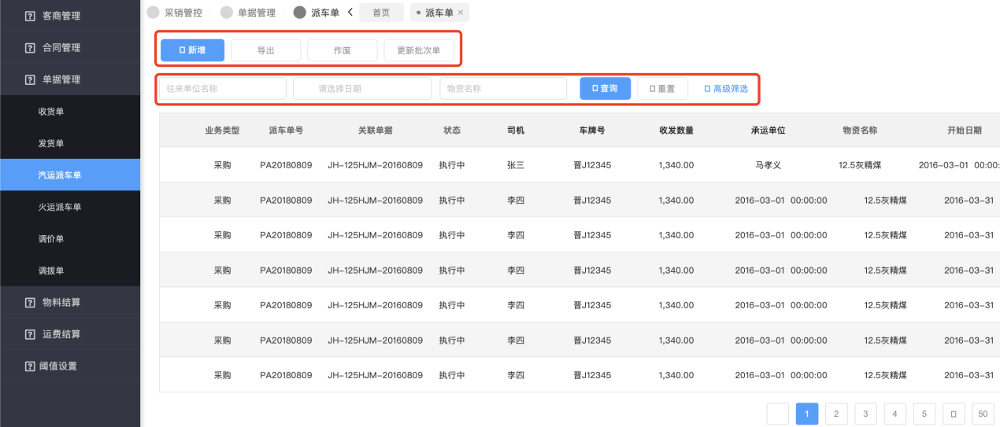 采销管控 单据管理 派车单 首页 派车单 ×
客商管理
合同管理
单据管理
收货单
发货单
汽运派车单
火运派车单
调价单
调拨单
物料结算
运费结算
阈值设置
新增 导出 作废 更新批次单
往来单位名称 请选择日期 物资名称 查询 重置 高级筛选
业务类型 派车单号 关联单据 状态 司机 车牌号 收发数量 承运单位 物资名称 开始日期
采购 PA20180809 JH-125HJM-20160809 执行中 张三 晋J12345 1,340.00 马孝义 12.5灰精煤 2016-03-01 00:00:
采购 PA20180809 JH-125HJM-20160809 执行中 李四 晋J12345 1,340.00 2016-03-01 00:00:00 12.5灰精煤 2016-03-31
采购 PA20180809 JH-125HJM-20160809 执行中 李四 晋J12345 1,340.00 2016-03-01 00:00:00 12.5灰精煤 2016-03-31
采购 PA20180809 JH-125HJM-20160809 执行中 李四 晋J12345 1,340.00 2016-03-01 00:00:00 12.5灰精煤 2016-03-31
采购 PA20180809 JH-125HJM-20160809 执行中 李四 晋J12345 1,340.00 2016-03-01 00:00:00 12.5灰精煤 2016-03-31
采购 PA20180809 JH-125HJM-20160809 执行中 李四 晋J12345 1,340.00 2016-03-01 00:00:00 12.5灰精煤 2016-03-31
采购 PA20180809 JH-125HJM-20160809 执行中 李四 晋J12345 1,340.00 2016-03-01 00:00:00 12.5灰精煤 2016-03-31
1 2 3 4 5 50